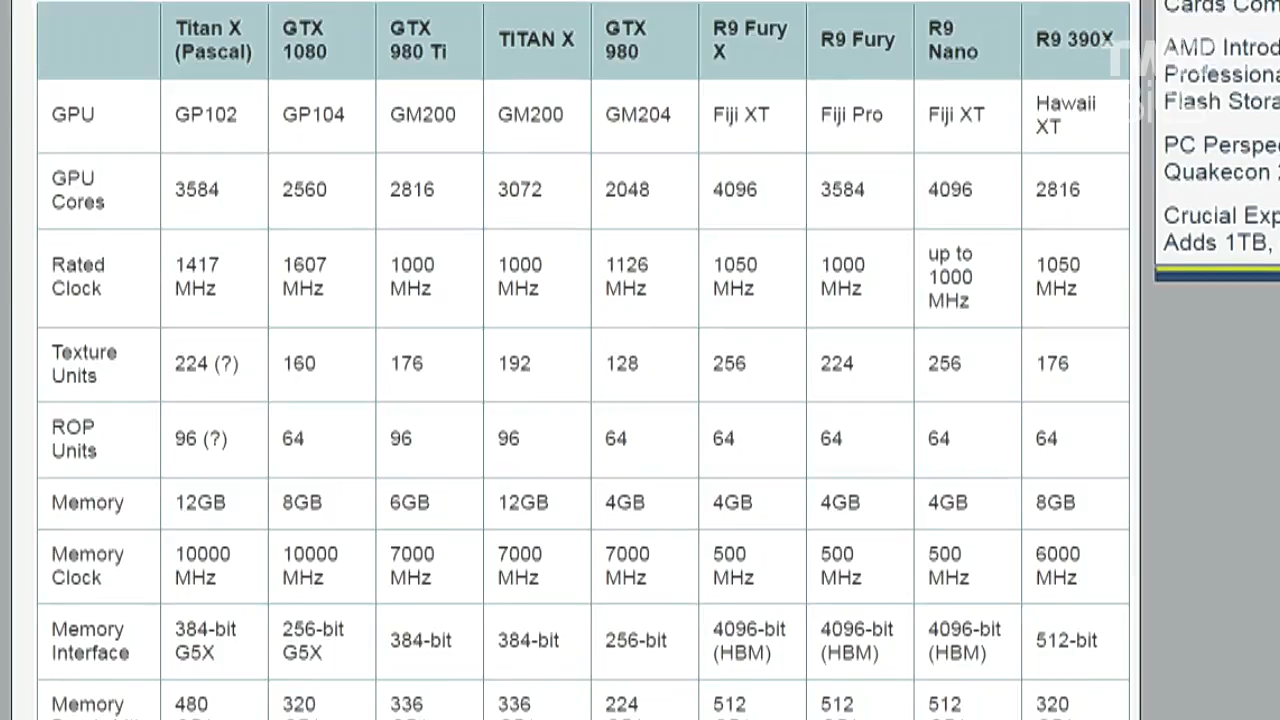 Titan X (Pascal) GTX 1080 GTX 980 Ti TITAN X GTX 980 R9 Fury X R9 Fury R9 Nano R9 390X
GPU GP102 GP104 GM200 GM200 GM204 Fiji XT Fiji Pro Fiji XT Hawaii XT
GPU Cores 3584 2560 2816 3072 2048 4096 3584 4096 2816
Rated Clock 1417 MHz 1607 MHz 1000 MHz 1000 MHz 1126 MHz 1050 MHz 1000 MHz up to 1000 MHz 1050 MHz
Texture Units 224 (?) 160 176 192 128 256 224 256 176
ROP Units 96 (?) 64 96 96 64 64 64 64 64
Memory 12GB 8GB 6GB 12GB 4GB 4GB 4GB 4GB 8GB
Memory Clock 10000 MHz 10000 MHz 7000 MHz 7000 MHz 7000 MHz 500 MHz 500 MHz 500 MHz 6000 MHz
Memory Interface 384-bit G5X 256-bit G5X 384-bit 384-bit 256-bit 4096-bit (HBM) 4096-bit (HBM) 4096-bit (HBM) 512-bit
Memory 480 320 336 336 224 512 512 512 320
Cards Com
AMD Introd
Professiona
Flash Stora
PC Perspe
Quakecon
Crucial Exp
Adds 1TB,